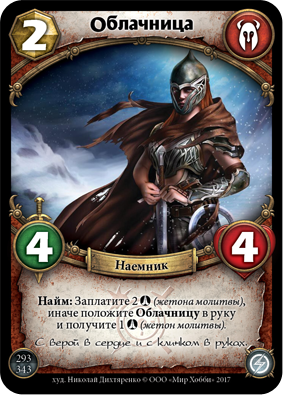 Облачница
2
4
4
Наемник
Найм: Заплатите 2 (жетона молитвы),
иначе положите Облачницу в руку
и получите 1 (жетон молитвы).
С верой в сердце и с клинком в руках.
293
343
худ. Николай Дихтяренко © ООО «Мир Хобби» 2017